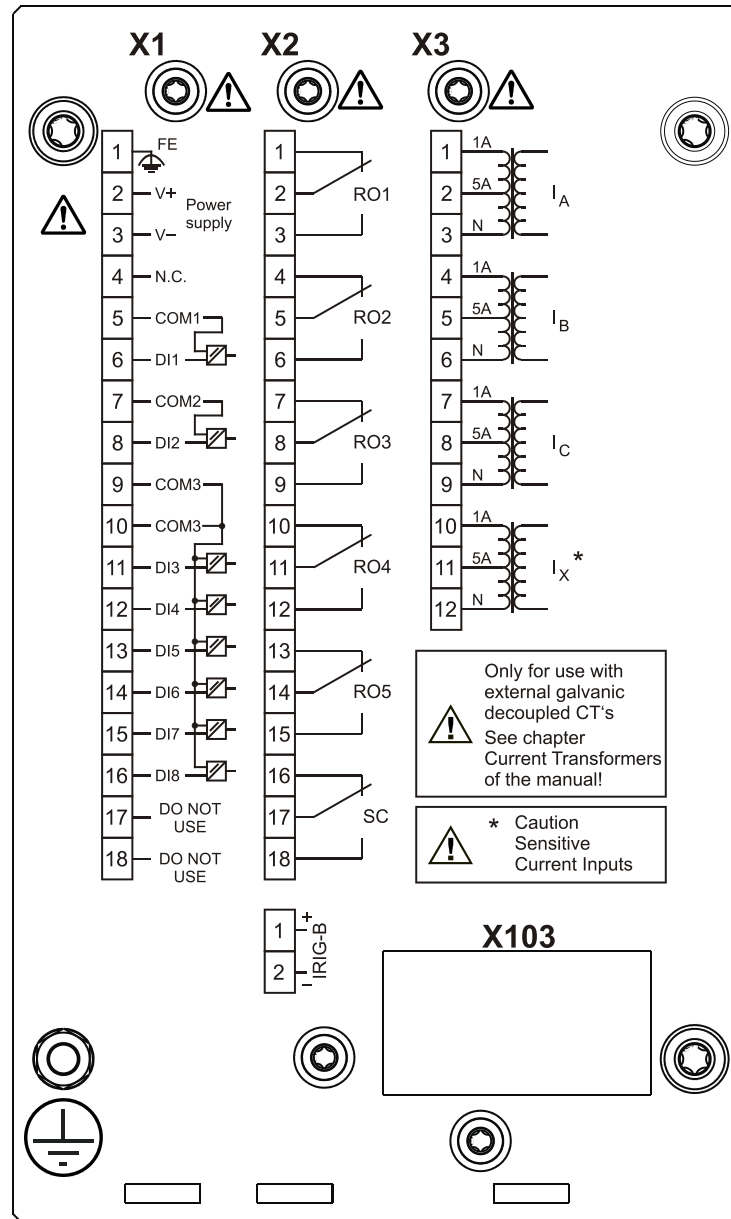 X1 X2 X3
1 FE
2 V+
Power
supply
3 V–
4 N.C.
5 COM1
6 DI1
7 COM2
8 DI2
9 COM3
10 COM3
11 DI3
12 DI4
13 DI5
14 DI6
15 DI7
16 DI8
17 DO NOT
USE
18 DO NOT
USE
1
2 RO1
3
4
5 RO2
6
7
8 RO3
9
10
11 RO4
12
13
14 RO5
15
16
17 SC
18
1 +
2 –
IRIG-B
1 1A
2 5A IA
3 N
4 1A
5 5A IB
6 N
7 1A
8 5A IC
9 N
10 1A
11 5A IX*
12 N
Only for use with
external galvanic
decoupled CT‘s
See chapter
Current Transformers
of the manual!
* Caution
Sensitive
Current Inputs
X103